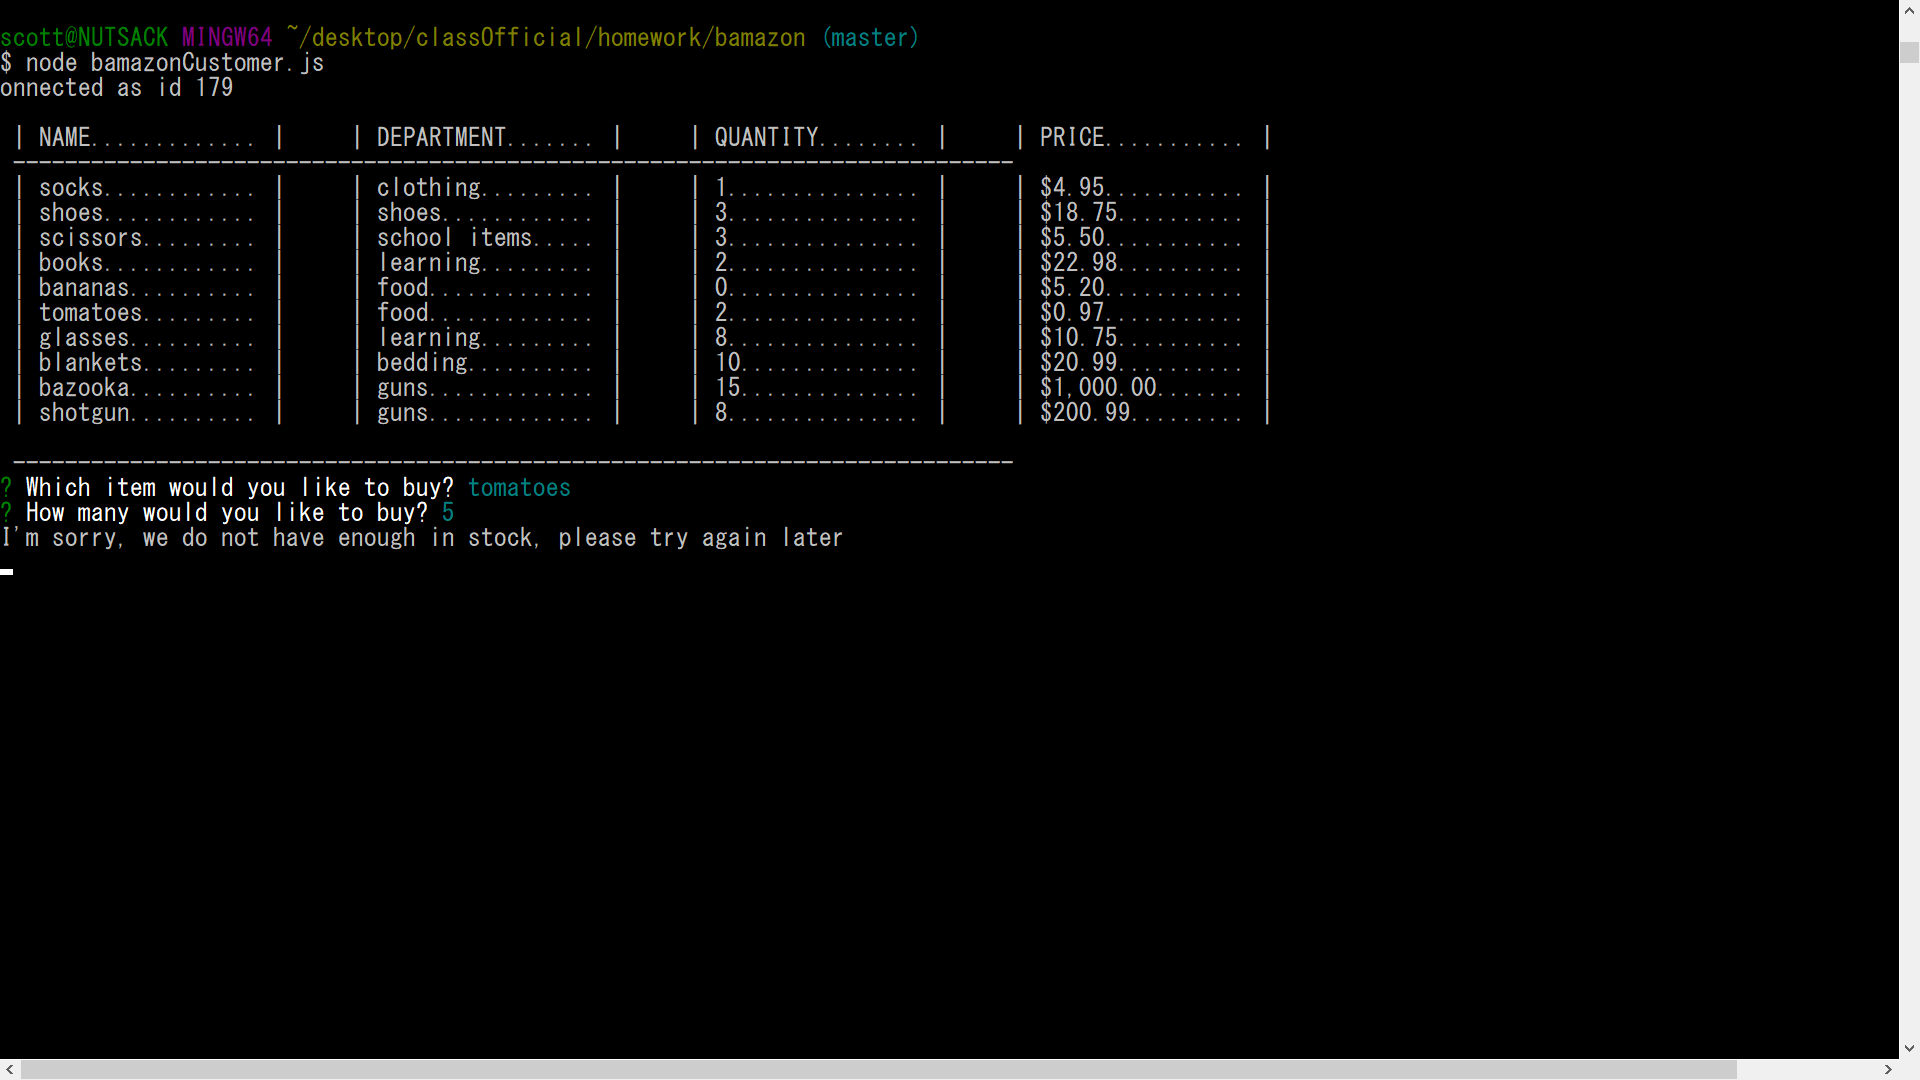 scott@NUTSACK MINGW64 ~/desktop/classOfficial/homework/bamazon (master)
$ node bamazonCustomer.js
onnected as id 179
| NAME............. |     | DEPARTMENT....... |     | QUANTITY........ |     | PRICE........... |
-----------------------------------------------------------------------------
| socks............ |     | clothing......... |     | 1............... |     | $4.95........... |
| shoes............ |     | shoes............ |     | 3............... |     | $18.75.......... |
| scissors......... |     | school items..... |     | 3............... |     | $5.50........... |
| books............ |     | learning......... |     | 2............... |     | $22.98.......... |
| bananas.......... |     | food............. |     | 0............... |     | $5.20........... |
| tomatoes......... |     | food............. |     | 2............... |     | $0.97........... |
| glasses.......... |     | learning......... |     | 8............... |     | $10.75.......... |
| blankets......... |     | bedding.......... |     | 10.............. |     | $20.99.......... |
| bazooka.......... |     | guns............. |     | 15.............. |     | $1,000.00....... |
| shotgun.......... |     | guns............. |     | 8............... |     | $200.99......... |
-----------------------------------------------------------------------------
? Which item would you like to buy? tomatoes
? How many would you like to buy? 5
I'm sorry, we do not have enough in stock, please try again later